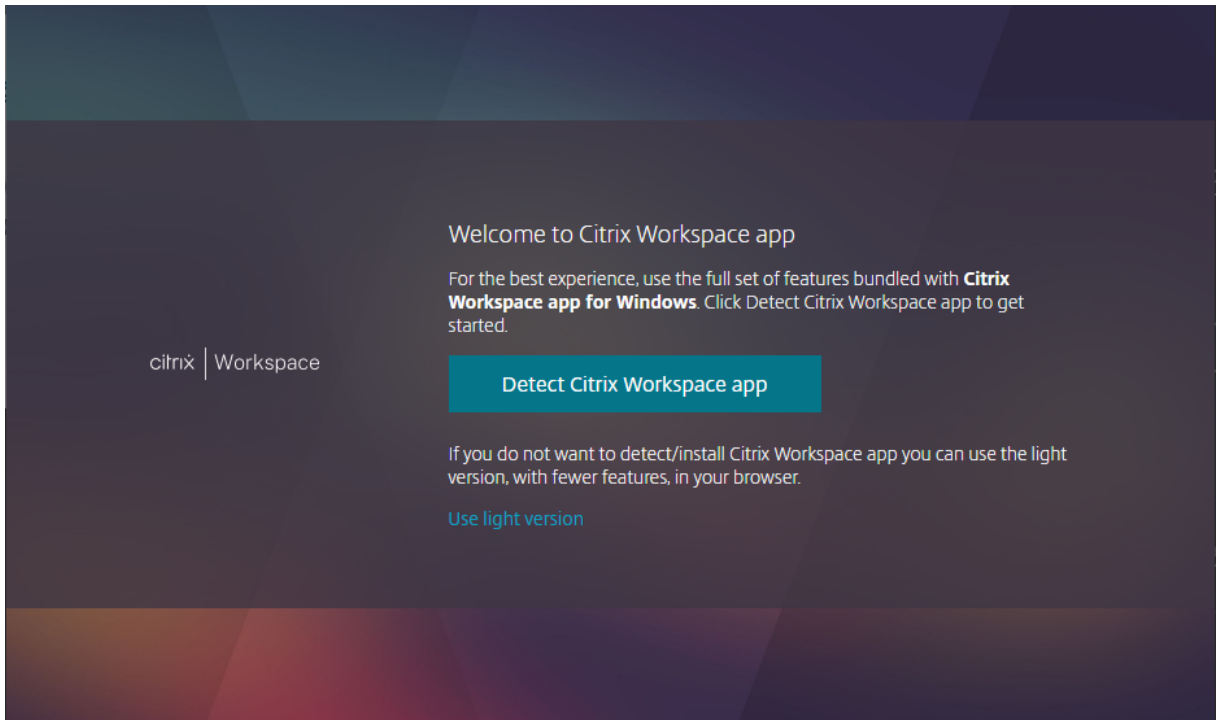 Welcome to Citrix Workspace app
For the best experience, use the full set of features bundled with Citrix
Workspace app for Windows. Click Detect Citrix Workspace app to get
started.
citrix | Workspace
Detect Citrix Workspace app
If you do not want to detect/install Citrix Workspace app you can use the light
version, with fewer features, in your browser.
Use light version